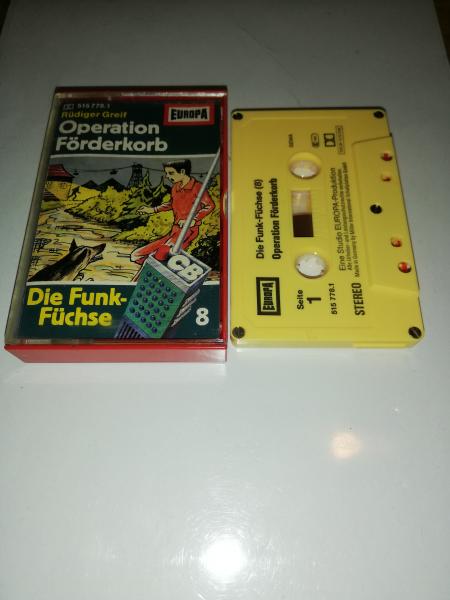 515 778.1
Rüdiger Greif
EUROPA
Operation
Förderkorb
CB
Die Funk-
Füchse
8
Die Funk-Füchse (8)
Operation Förderkorb
EUROPA
Seite
1
Eine Studio EUROPA-Produktion
515 778.1
STEREO